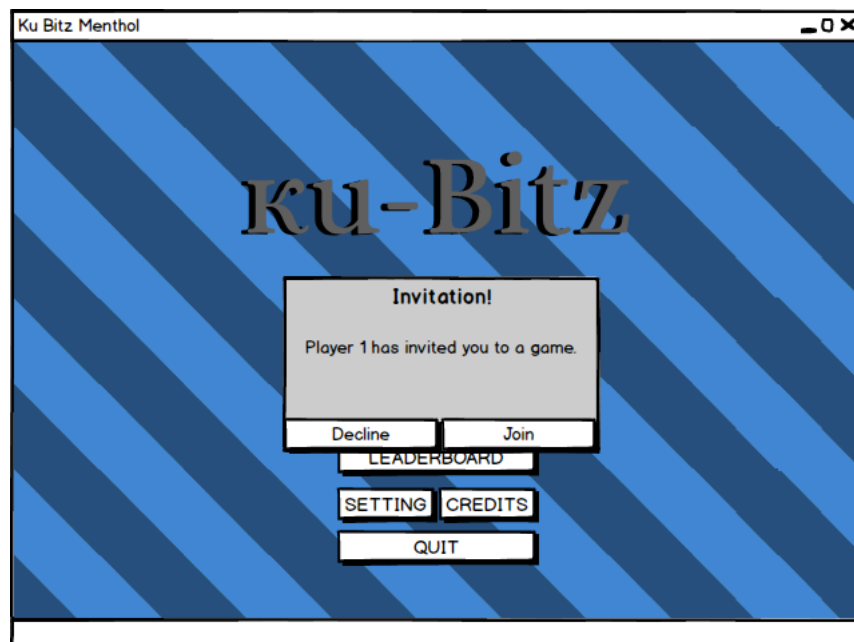 Ku Bitz Menthol
Ku-Bitz
Invitation!
Player 1 has invited you to a game.
Decline Join
LEADERBOARD
SETTING CREDITS
QUIT